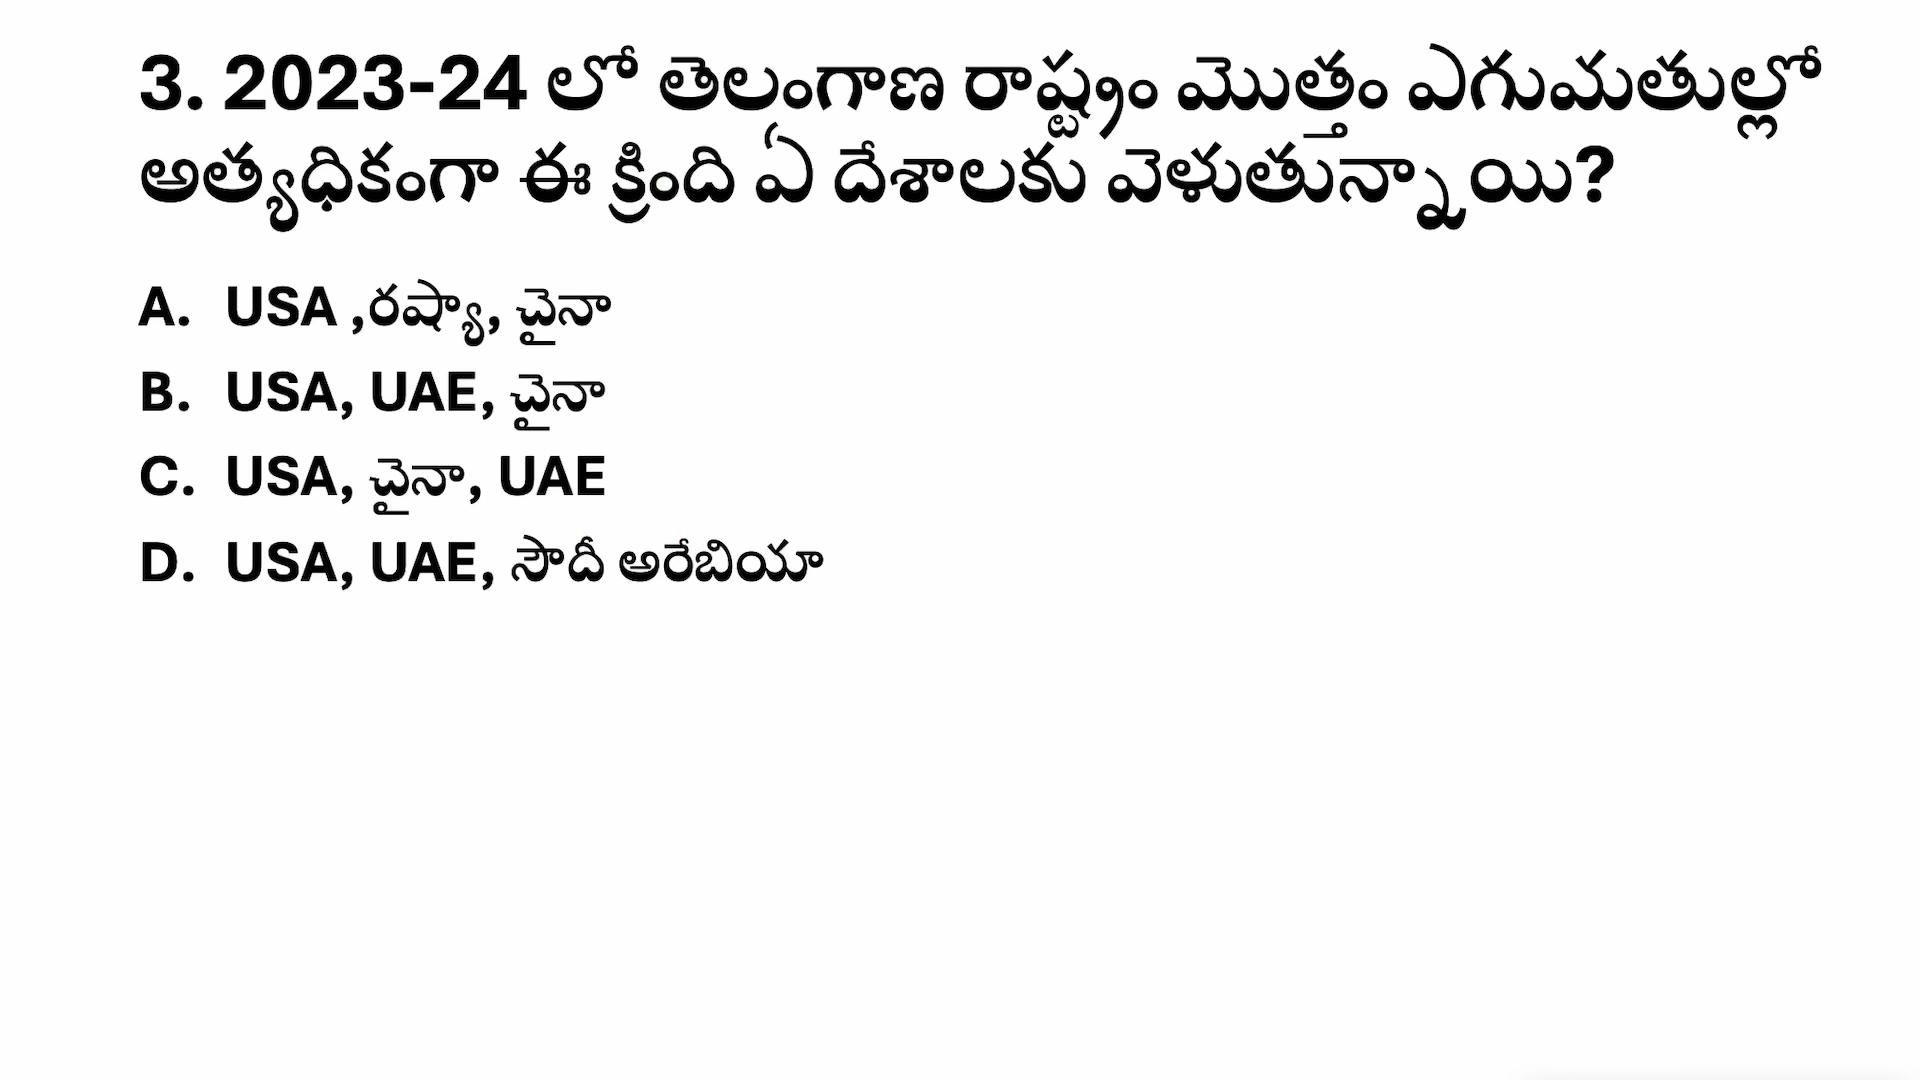 3. 2023-24 లో తెలంగాణ రాష్ట్రం మొత్తం ఎగుమతుల్లో
అత్యధికంగా ఈ క్రింది ఏ దేశాలకు వెళుతున్నాయి?
A. USA ,రష్యా, చైనా
B. USA, UAE, చైనా
C. USA, చైనా, UAE
D. USA, UAE, సౌదీ అరేబియా